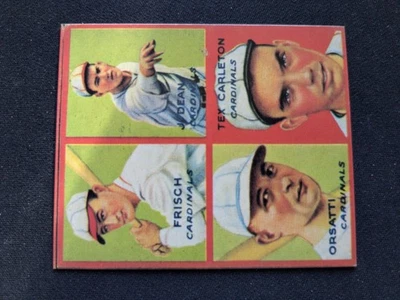 J. DEAN
CARDINALS
TEX CARLETON
CARDINALS
FRISCH
CARDINALS
ORSATTI
CARDINALS